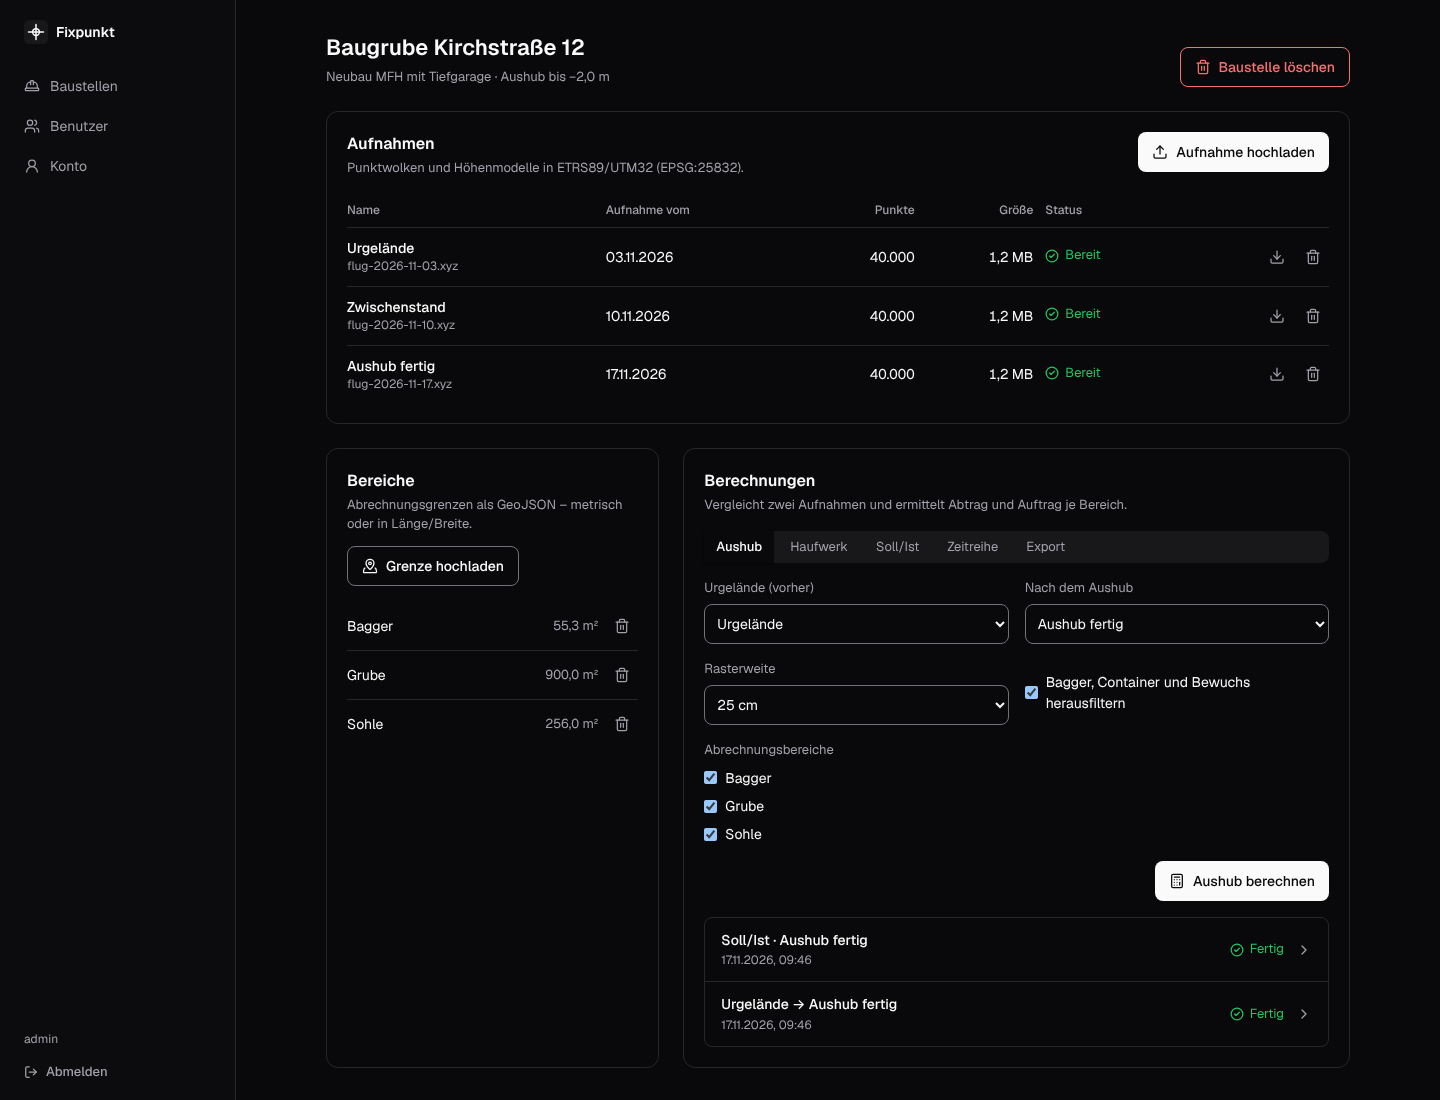 Fixpunkt
Baustellen
Benutzer
Konto
admin
Abmelden
Baugrube Kirchstraße 12
Neubau MFH mit Tiefgarage · Aushub bis −2,0 m
Baustelle löschen
Aufnahmen
Punktwolken und Höhenmodelle in ETRS89/UTM32 (EPSG:25832).
Aufnahme hochladen
Name Aufnahme vom Punkte Größe Status
Urgelände
flug-2026-11-03.xyz
03.11.2026 40.000 1,2 MB Bereit
Zwischenstand
flug-2026-11-10.xyz
10.11.2026 40.000 1,2 MB Bereit
Aushub fertig
flug-2026-11-17.xyz
17.11.2026 40.000 1,2 MB Bereit
Bereiche
Abrechnungsgrenzen als GeoJSON – metrisch
oder in Länge/Breite.
Grenze hochladen
Bagger 55,3 m²
Grube 900,0 m²
Sohle 256,0 m²
Berechnungen
Vergleicht zwei Aufnahmen und ermittelt Abtrag und Auftrag je Bereich.
Aushub Haufwerk Soll/Ist Zeitreihe Export
Urgelände (vorher) Nach dem Aushub
Urgelände Aushub fertig
Rasterweite
25 cm
Bagger, Container und Bewuchs
herausfiltern
Abrechnungsbereiche
Bagger
Grube
Sohle
Aushub berechnen
Soll/Ist · Aushub fertig
17.11.2026, 09:46
Fertig
Urgelände → Aushub fertig
17.11.2026, 09:46
Fertig